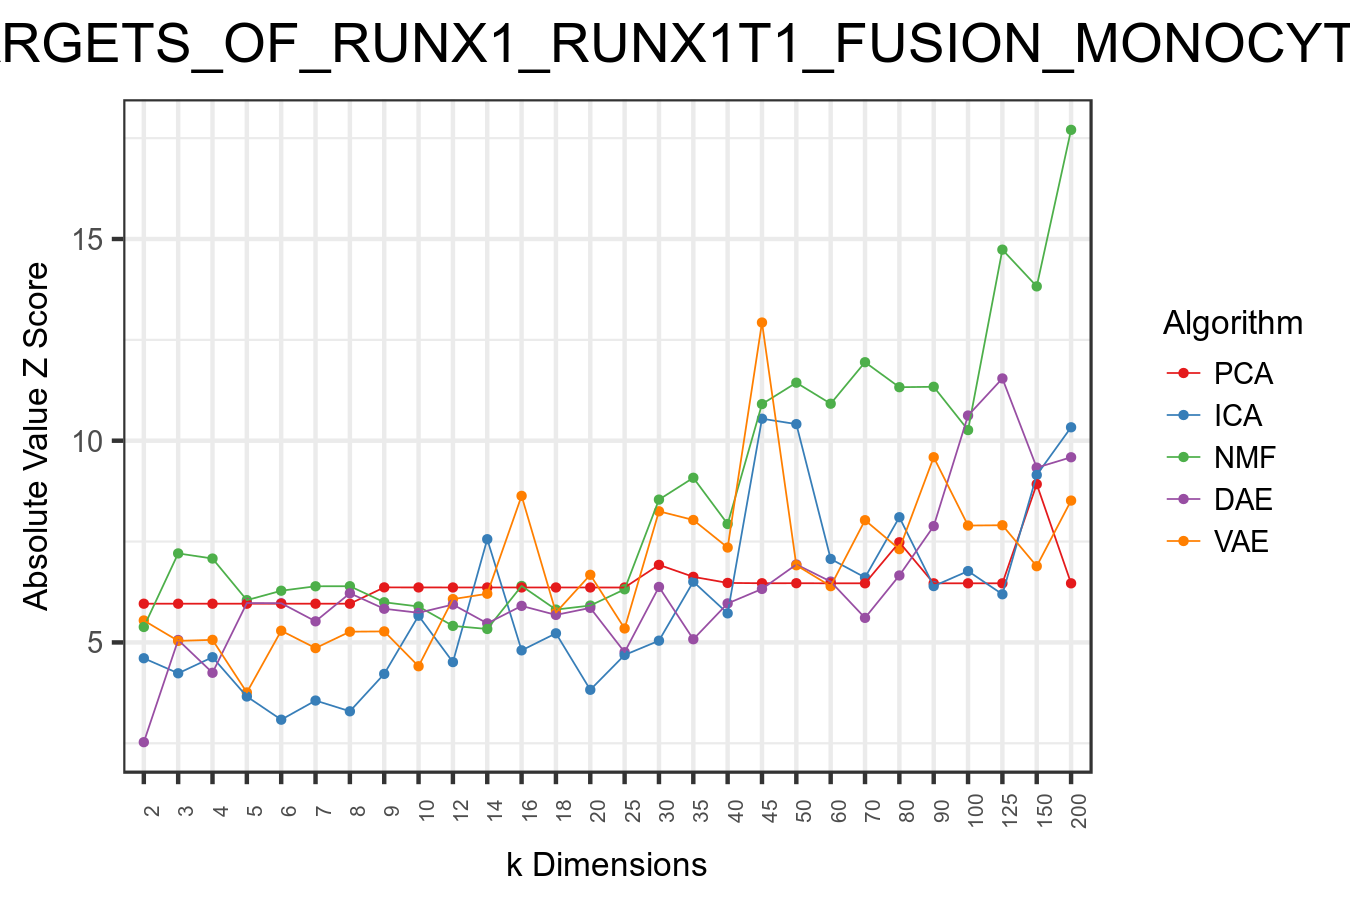 RGETS_OF_RUNX1_RUNX1T1_FUSION_MONOCYT
Absolute Value Z Score
15
10
5
2 3 4 5 6 7 8 9 10 12 14 16 18 20 25 30 35 40 45 50 60 70 80 90 100 125 150 200
k Dimensions
Algorithm
PCA
ICA
NMF
DAE
VAE